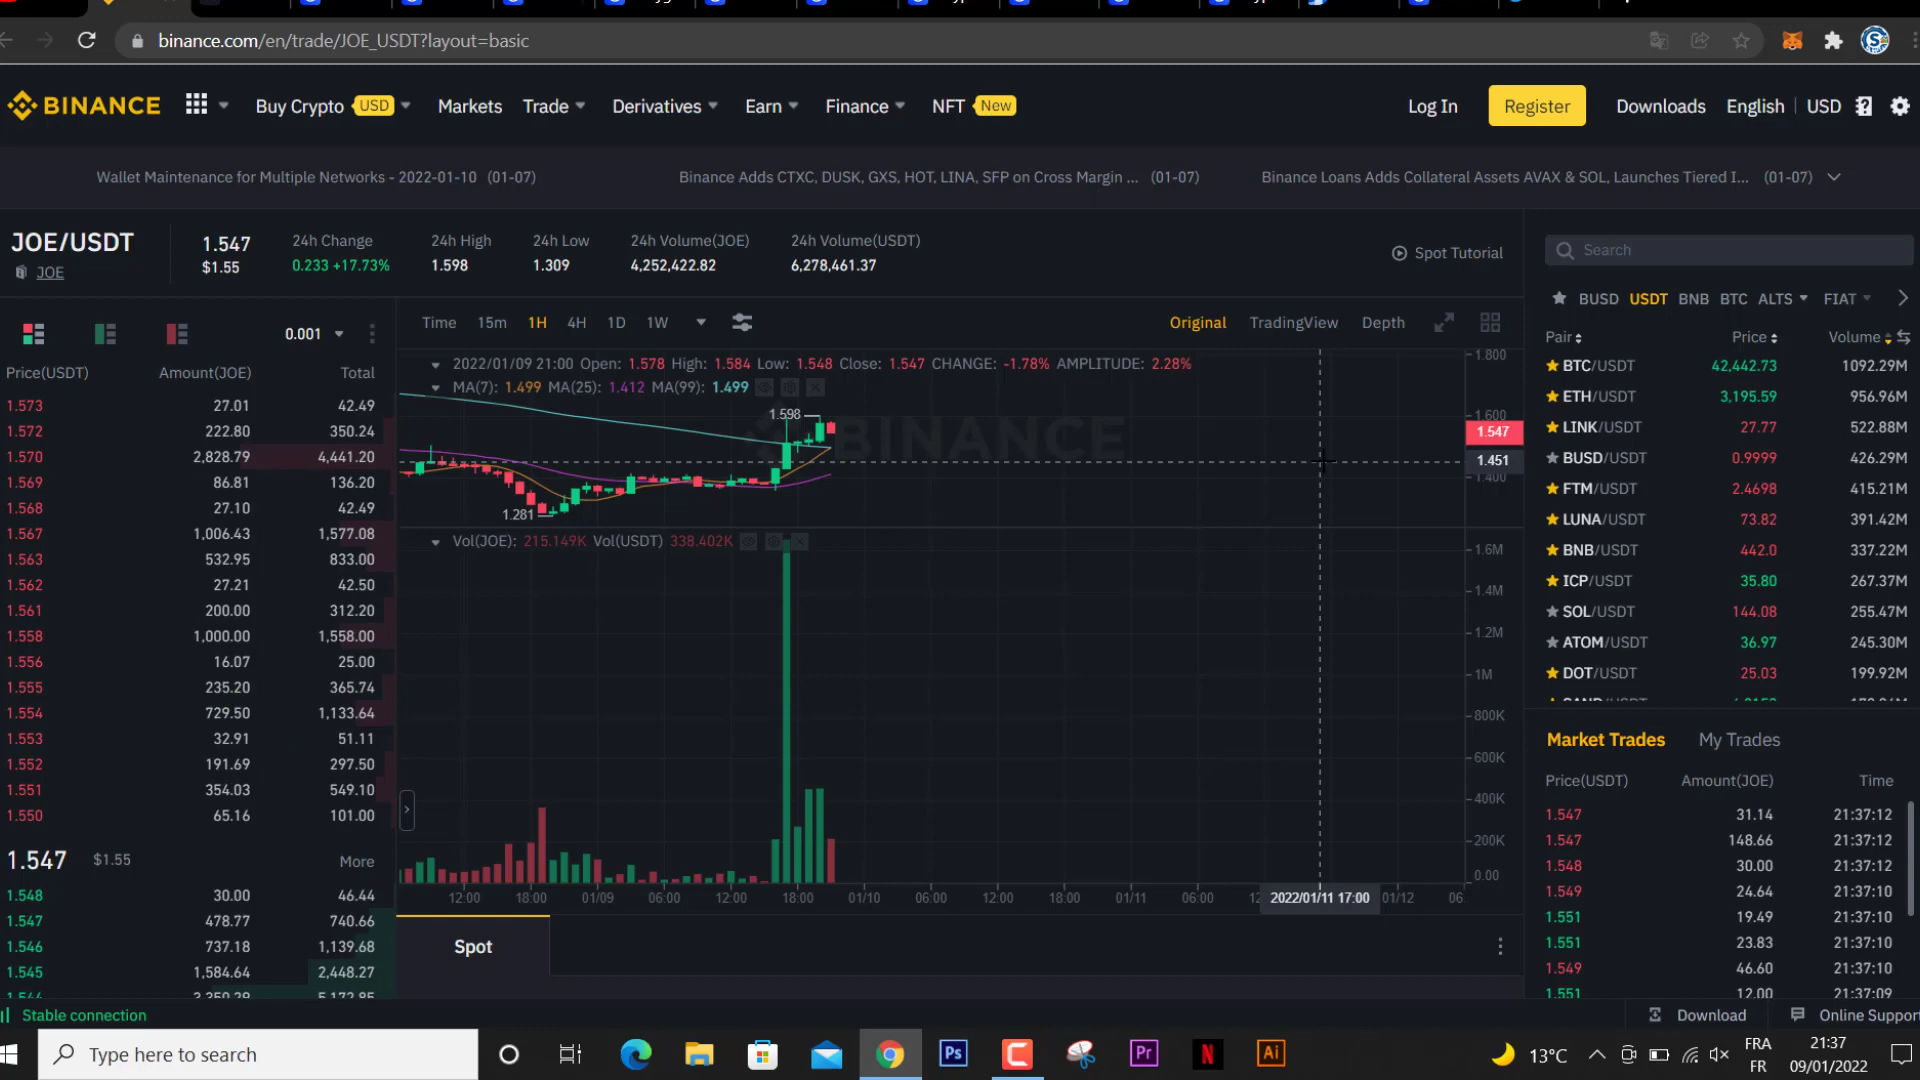 binance.com/en/trade/JOE_USDT?layout=basic
BINANCE Buy Crypto USD Markets Trade Derivatives Earn Finance NFT New Log In Register Downloads English USD
Wallet Maintenance for Multiple Networks - 2022-01-10 (01-07) Binance Adds CTXC, DUSK, GXS, HOT, LINA, SFP on Cross Margin ... (01-07) Binance Loans Adds Collateral Assets AVAX & SOL, Launches Tiered I... (01-07)
JOE/USDT
JOE
1.547
$1.55
24h Change
0.233 +17.73%
24h High
1.598
24h Low
1.309
24h Volume(JOE)
4,252,422.82
24h Volume(USDT)
6,278,461.37
Spot Tutorial
0.001
Price(USDT) Amount(JOE) Total
1.573 27.01 42.49
1.572 222.80 350.24
1.570 2,828.79 4,441.20
1.569 86.81 136.20
1.568 27.10 42.49
1.567 1,006.43 1,577.08
1.563 532.95 833.00
1.562 27.21 42.50
1.561 200.00 312.20
1.558 1,000.00 1,558.00
1.556 16.07 25.00
1.555 235.20 365.74
1.554 729.50 1,133.64
1.553 32.91 51.11
1.552 191.69 297.50
1.551 354.03 549.10
1.550 65.16 101.00
1.547 $1.55 More
1.548 30.00 46.44
1.547 478.77 740.66
1.546 737.18 1,139.68
1.545 1,584.64 2,448.27
Time 15m 1H 4H 1D 1W Original TradingView Depth
2022/01/09 21:00 Open: 1.578 High: 1.584 Low: 1.548 Close: 1.547 CHANGE: -1.78% AMPLITUDE: 2.28%
MA(7): 1.499 MA(25): 1.412 MA(99): 1.499
1.598
BINANCE
1.281
1.800
1.600
1.547
1.451
1.400
Vol(JOE): 215.149K Vol(USDT) 338.402K
1.6M
1.4M
1.2M
1M
800K
600K
400K
200K
0.00
12:00 18:00 01/09 06:00 12:00 18:00 01/10 06:00 12:00 18:00 01/11 06:00 2022/01/11 17:00 01/12
Spot
Search
BUSD USDT BNB BTC ALTS FIAT
Pair Price Volume
BTC/USDT 42,442.73 1092.29M
ETH/USDT 3,195.59 956.96M
LINK/USDT 27.77 522.88M
BUSD/USDT 0.9999 426.29M
FTM/USDT 2.4698 415.21M
LUNA/USDT 73.82 391.42M
BNB/USDT 442.0 337.22M
ICP/USDT 35.80 267.37M
SOL/USDT 144.08 255.47M
ATOM/USDT 36.97 245.30M
DOT/USDT 25.03 199.92M
Market Trades My Trades
Price(USDT) Amount(JOE) Time
1.547 31.14 21:37:12
1.547 148.66 21:37:12
1.548 30.00 21:37:12
1.549 24.64 21:37:10
1.551 19.49 21:37:10
1.551 23.83 21:37:10
1.549 46.60 21:37:10
1.551 12.00 21:37:09
Stable connection Download Online Support
Type here to search
Ps
Pr
N
Ai
13°C
FRA
FR
21:37
09/01/2022